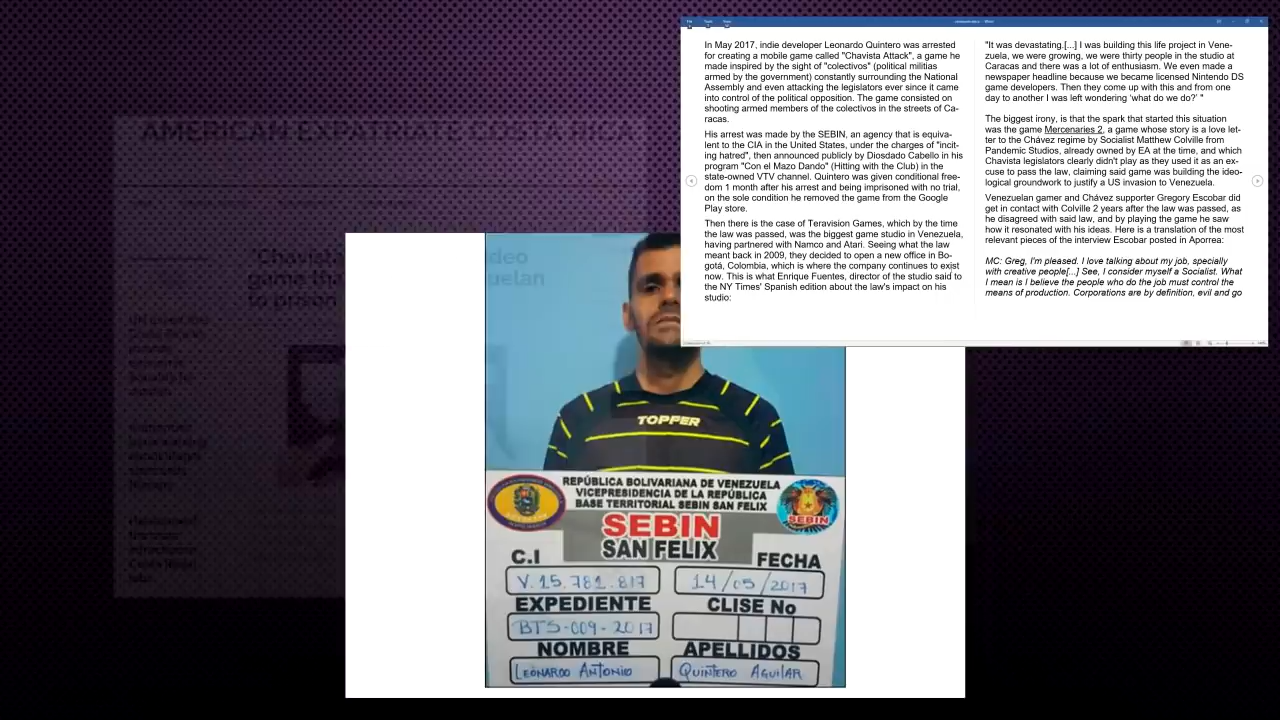 In May 2017, indie developer Leonardo Quintero was arrested
for creating a mobile game called "Chavista Attack", a game he
made inspired by the sight of "colectivos" (political militias
armed by the government) constantly surrounding the National
Assembly and even attacking the legislators ever since it came
into control of the political opposition. The game consisted on
shooting armed members of the colectivos in the streets of Ca-
racas.
His arrest was made by the SEBIN, an agency that is equiva-
lent to the CIA in the United States, under the charges of "incit-
ing hatred", then announced publicly by Diosdado Cabello in his
program "Con el Mazo Dando" (Hitting with the Club) in the
state-owned VTV channel. Quintero was given conditional free-
dom 1 month after his arrest and being imprisoned with no trial,
on the sole condition he removed the game from the Google
Play store.
Then there is the case of Teravision Games, which by the time
the law was passed, was the biggest game studio in Venezuela,
having partnered with Namco and Atari. Seeing what the law
meant back in 2009, they decided to open a new office in Bo-
gotá, Colombia, which is where the company continues to exist
now. This is what Enrique Fuentes, director of the studio said to
the NY Times' Spanish edition about the law's impact on his
studio:
"It was devastating.[...] I was building this life project in Vene-
zuela, we were growing, we were thirty people in the studio at
Caracas and there was a lot of enthusiasm. We even made a
newspaper headline because we became licensed Nintendo DS
game developers. Then they come up with this and from one
day to another I was left wondering 'what do we do?' "
The biggest irony, is that the spark that started this situation
was the game Mercenaries 2, a game whose story is a love let-
ter to the Chávez regime by Socialist Matthew Colville from
Pandemic Studios, already owned by EA at the time, and which
Chavista legislators clearly didn't play as they used it as an ex-
cuse to pass the law, claiming said game was building the ideo-
logical groundwork to justify a US invasion to Venezuela.
Venezuelan gamer and Chávez supporter Gregory Escobar did
get in contact with Colville 2 years after the law was passed, as
he disagreed with said law, and by playing the game he saw
how it resonated with his ideas. Here is a translation of the most
relevant pieces of the interview Escobar posted in Aporrea:
MC: Greg, I'm pleased. I love talking about my job, specially
with creative people[...] See, I consider myself a Socialist. What
I mean is I believe the people who do the job must control the
means of production. Corporations are by definition, evil and go
TOPPER
REPÚBLICA BOLIVARIANA DE VENEZUELA
VICEPRESIDENCIA DE LA REPÚBLICA
BASE TERRITORIAL SEBIN SAN FELIX
SEBIN
SEBIN
SAN FELIX
C.I
FECHA
V.15.781.817
14/05/2017
EXPEDIENTE
CLISE No
BTS-009-2017
NOMBRE
APELLIDOS
LEONARDO ANTONIO
QUINTERO AGUILAR